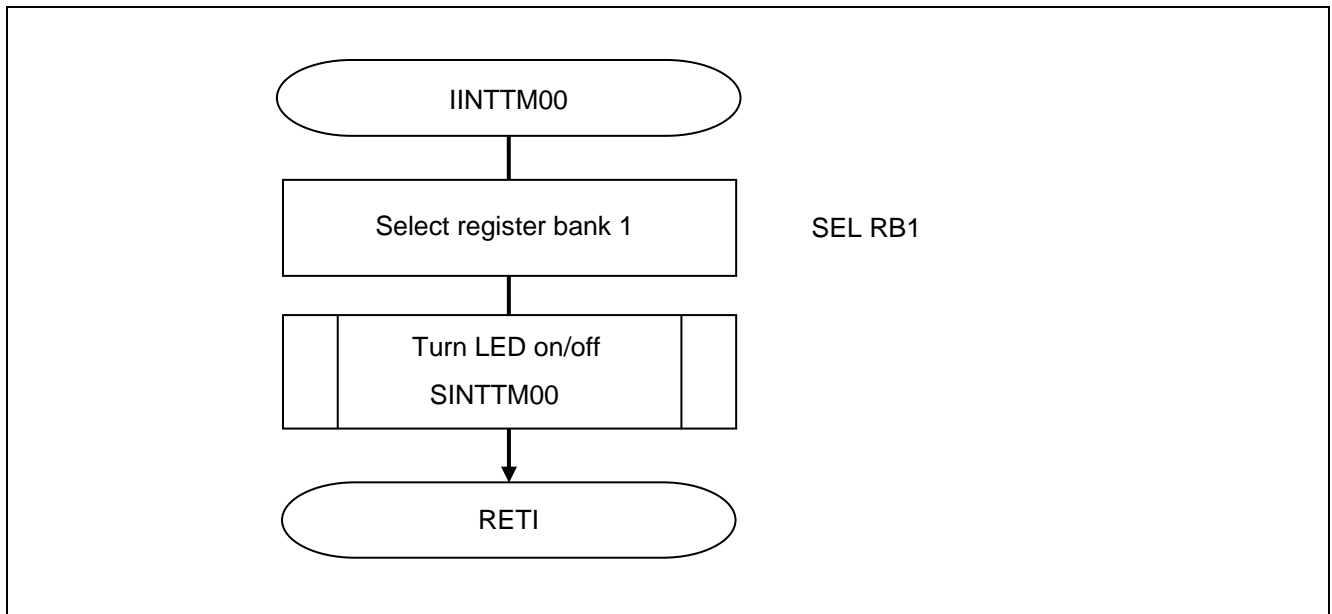 IINTTM00
Select register bank 1
SEL RB1
Turn LED on/off
SINTTM00
RETI